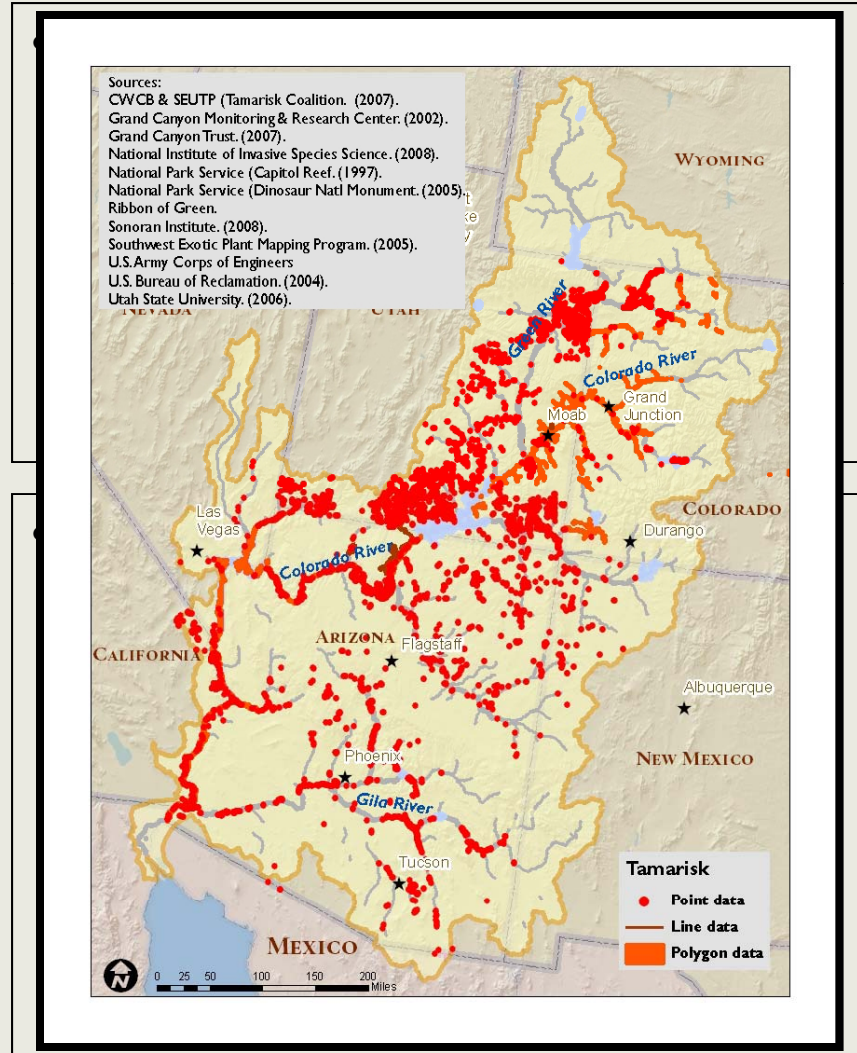 Sources:
CWCB & SEUTP (Tamarisk Coalition. (2007).
Grand Canyon Monitoring & Research Center. (2002).
Grand Canyon Trust. (2007).
National Institute of Invasive Species Science. (2008).
National Park Service (Capitol Reef. (1997).
National Park Service (Dinosaur Natl Monument. (2005).
Ribbon of Green.
Sonoran Institute. (2008).
Southwest Exotic Plant Mapping Program. (2005).
U.S. Army Corps of Engineers
U.S. Bureau of Reclamation. (2004).
Utah State University. (2006).
WYOMING
NEVADA
UTAH
Green River
Colorado River
Grand
Junction
Moab
COLORADO
Las
Vegas
Durango
Colorado River
ARIZONA
Flagstaff
CALIFORNIA
Albuquerque
NEW MEXICO
Phoenix
Gila River
Tucson
MEXICO
Tamarisk
Point data
Line data
Polygon data
N
0 25 50 100 150 200
Miles